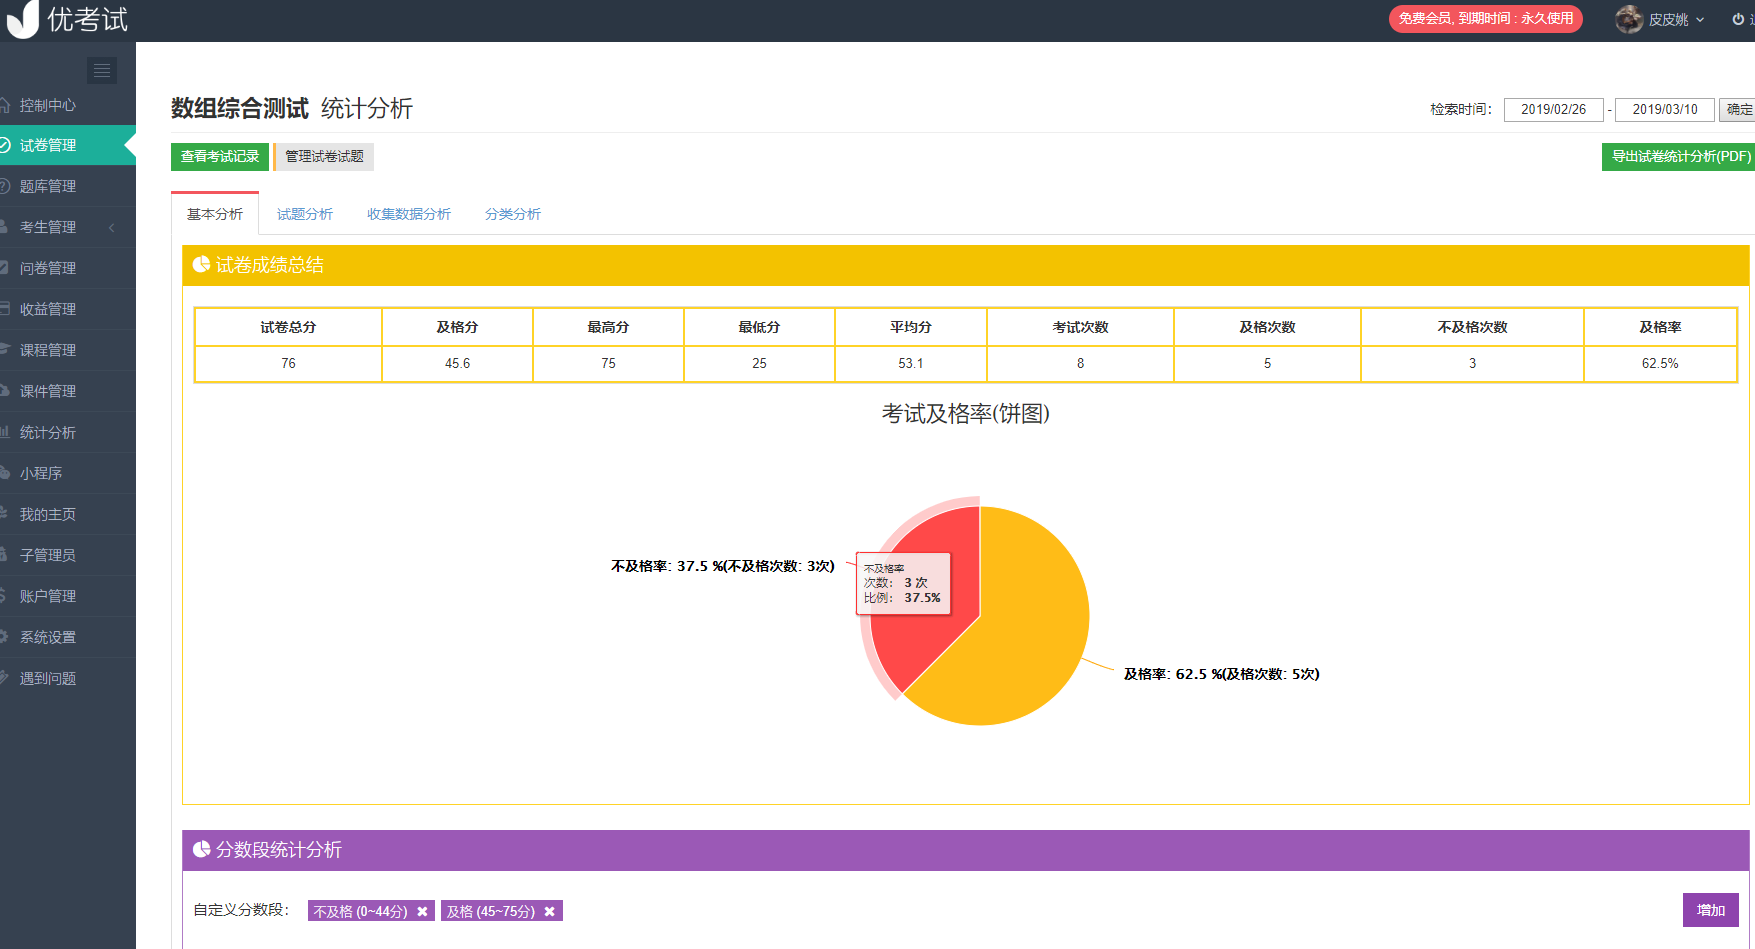 优考试
免费会员, 到期时间 : 永久使用
皮皮姚
控制中心
试卷管理
题库管理
考生管理
问卷管理
收益管理
课程管理
课件管理
统计分析
小程序
我的主页
子管理员
账户管理
系统设置
遇到问题
数组综合测试 统计分析
检索时间: 2019/02/26 - 2019/03/10 确定
查看考试记录 管理试卷试题
导出试卷统计分析(PDF)
基本分析 试题分析 收集数据分析 分类分析
试卷成绩总结
试卷总分 及格分 最高分 最低分 平均分 考试次数 及格次数 不及格次数 及格率
76 45.6 75 25 53.1 8 5 3 62.5%
考试及格率(饼图)
不及格率: 37.5 %(不及格次数: 3次)
不及格率
次数: 3 次
比例: 37.5%
及格率: 62.5 %(及格次数: 5次)
分数段统计分析
自定义分数段: 不及格 (0~44分) 及格 (45~75分) 增加